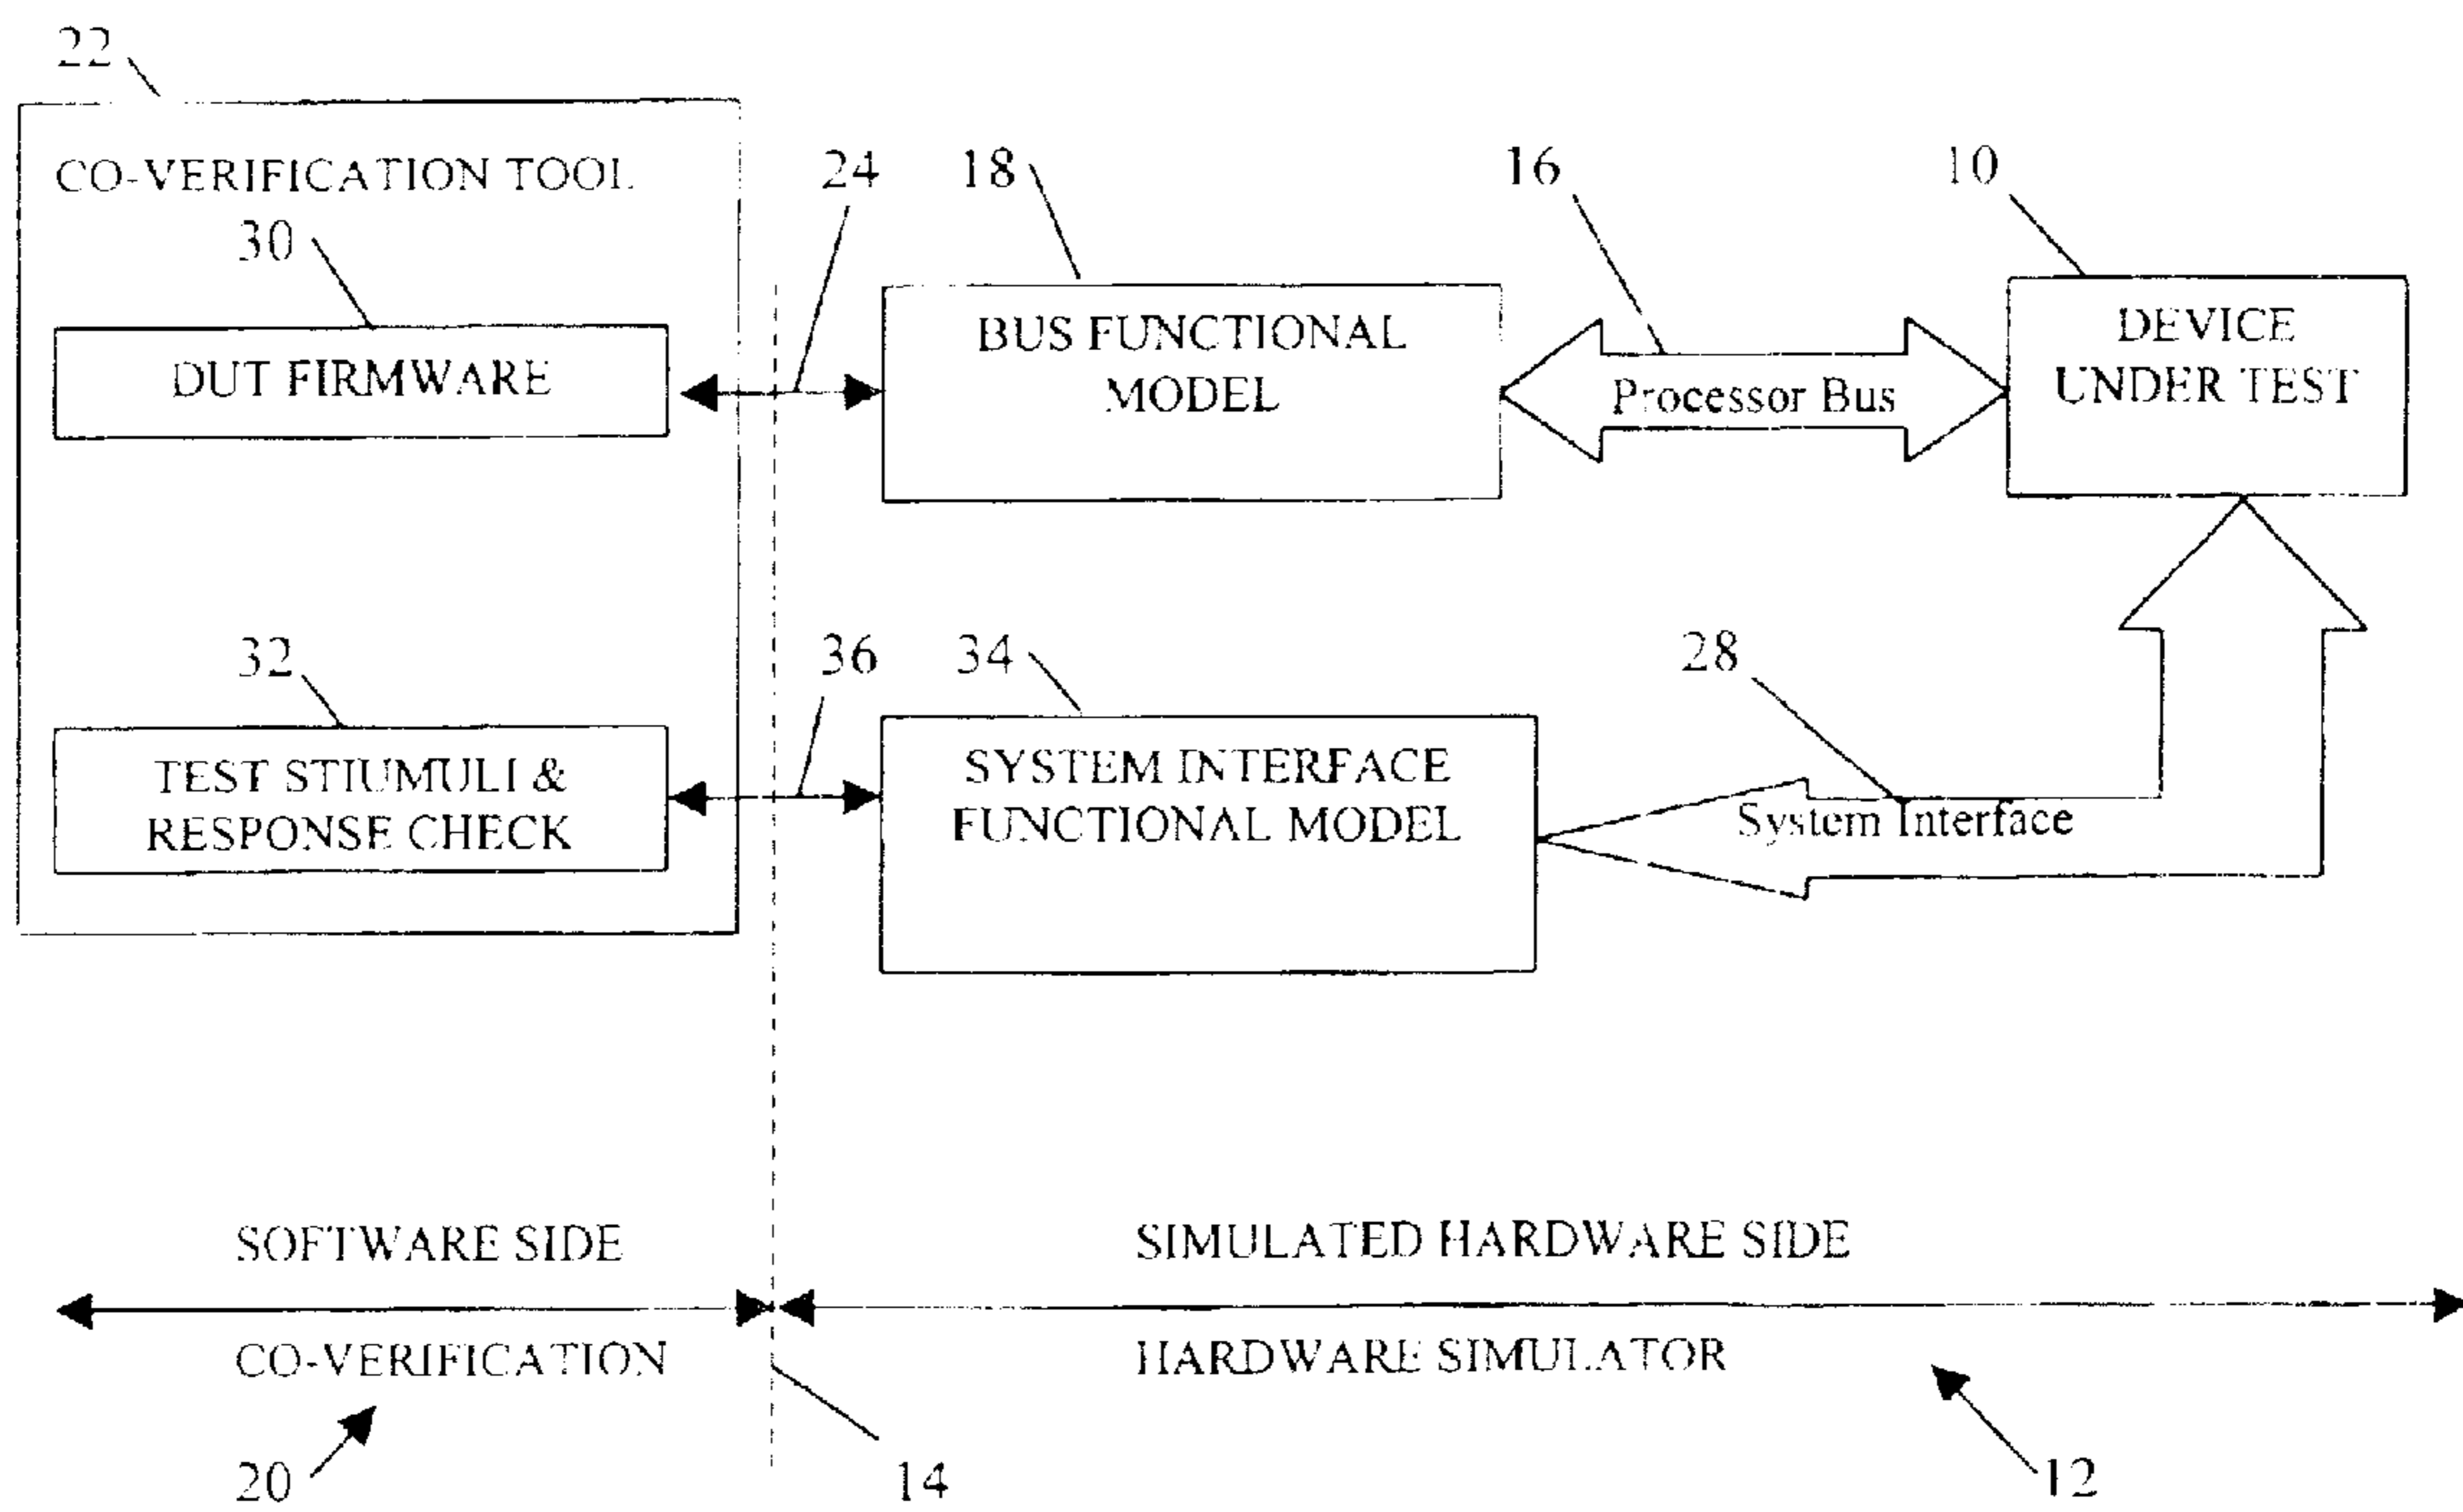 22
CO-VERIFICATION TOOL
24
18
16
10
30
DUT FIRMWARE
BUS FUNCTIONAL
MODEL
Processor Bus
DEVICE
UNDER TEST
32
36
34
28
TEST STIUMULI &
RESPONSE CHECK
SYSTEM INTERFACE
FUNCTIONAL MODEL
System Interface
SOFTWARE SIDE
SIMULATED HARDWARE SIDE
CO-VERIFICATION
HARDWARE SIMULATOR
20
14
12